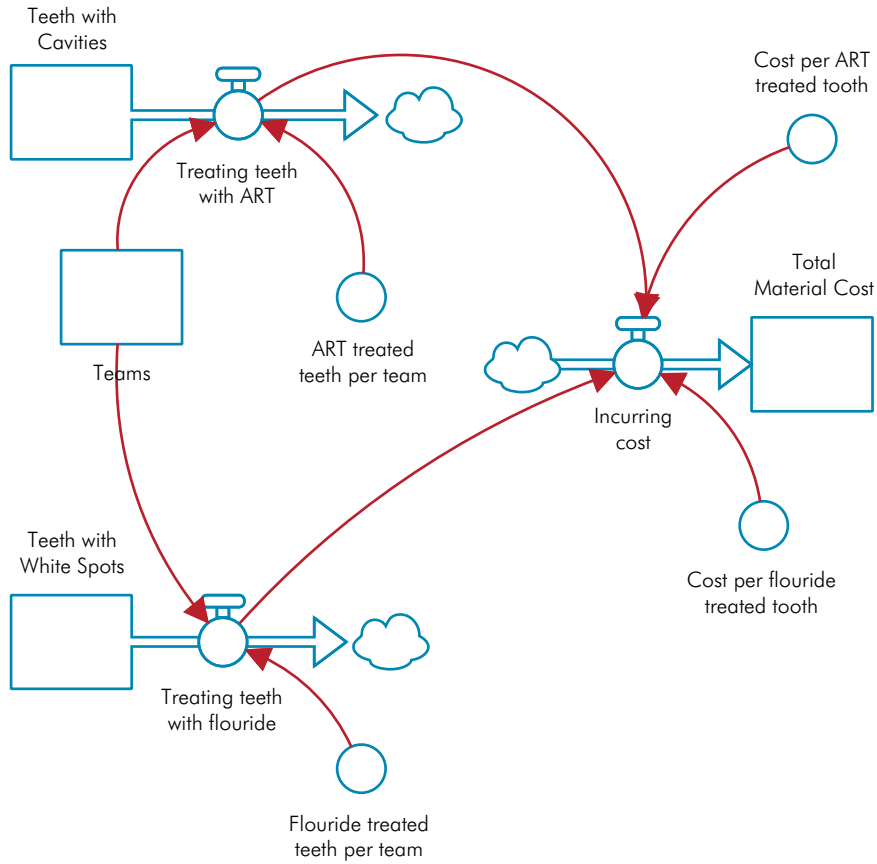 Teeth with
Cavities
Cost per ART
treated tooth
Treating teeth
with ART
Total
Material Cost
ART treated
teeth per team
Teams
Incurring
cost
Teeth with
White Spots
Cost per flouride
treated tooth
Treating teeth
with flouride
Flouride treated
teeth per team